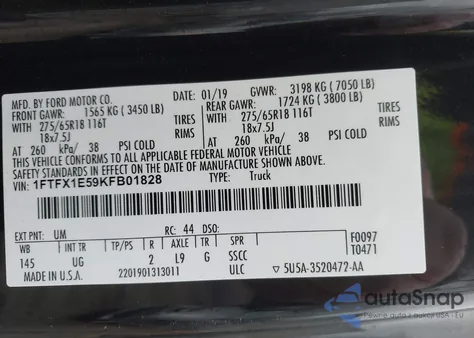 MFD. BY FORD MOTOR CO. 01/19 GVWR: 3198 KG (7050 LB)
FRONT GAWR: 1565 KG (3450 LB) REAR GAWR: 1724 KG (3800 LB)
WITH 275/65R18 116T TIRES WITH 275/65R18 116T TIRES
18x7.5J RIMS 18x7.5J RIMS
AT 260 kPa/ 38 PSI COLD AT 260 kPa/ 38 PSI COLD
THIS VEHICLE CONFORMS TO ALL APPLICABLE FEDERAL MOTOR VEHICLE
SAFETY STANDARDS IN EFFECT ON THE DATE OF MANUFACTURE SHOWN ABOVE.
VIN: 1FTFX1E59KFB01828 TYPE: Truck
EXT PNT: UM RC: 44 DSO: F0097
WB INT TR TP/PS R AXLE TR SPR T0471
145 UG 2 L9 G SSCC
MADE IN U.S.A. 2201901313011 ULC ▽ 5U5A-3520472-AA
autoSnap
Pewne auta z aukcji USA i EU